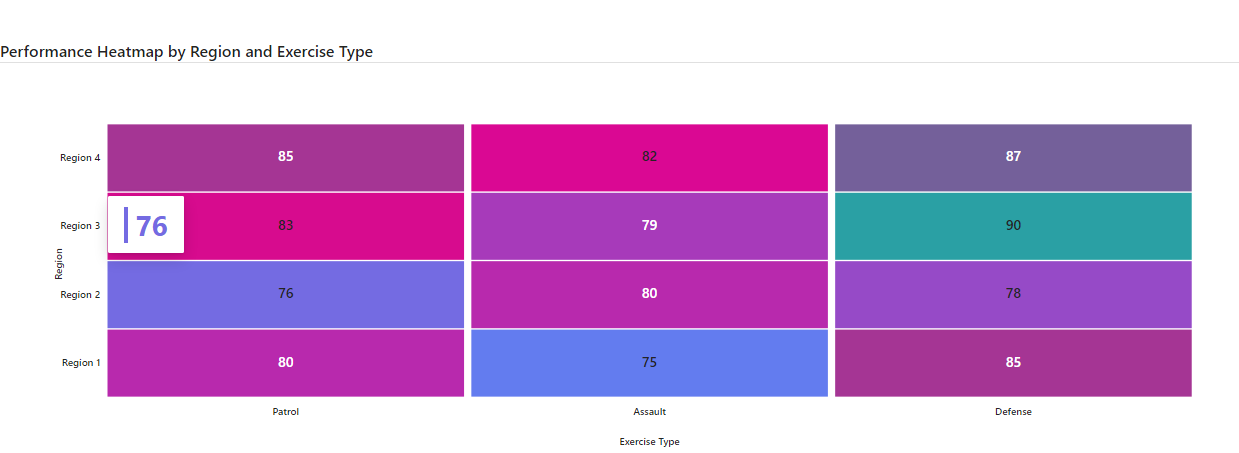 Performance Heatmap by Region and Exercise Type
Region 4
85
82
87
Region 3
76
83
79
90
Region
Region 2
76
80
78
Region 1
80
75
85
Patrol
Assault
Defense
Exercise Type